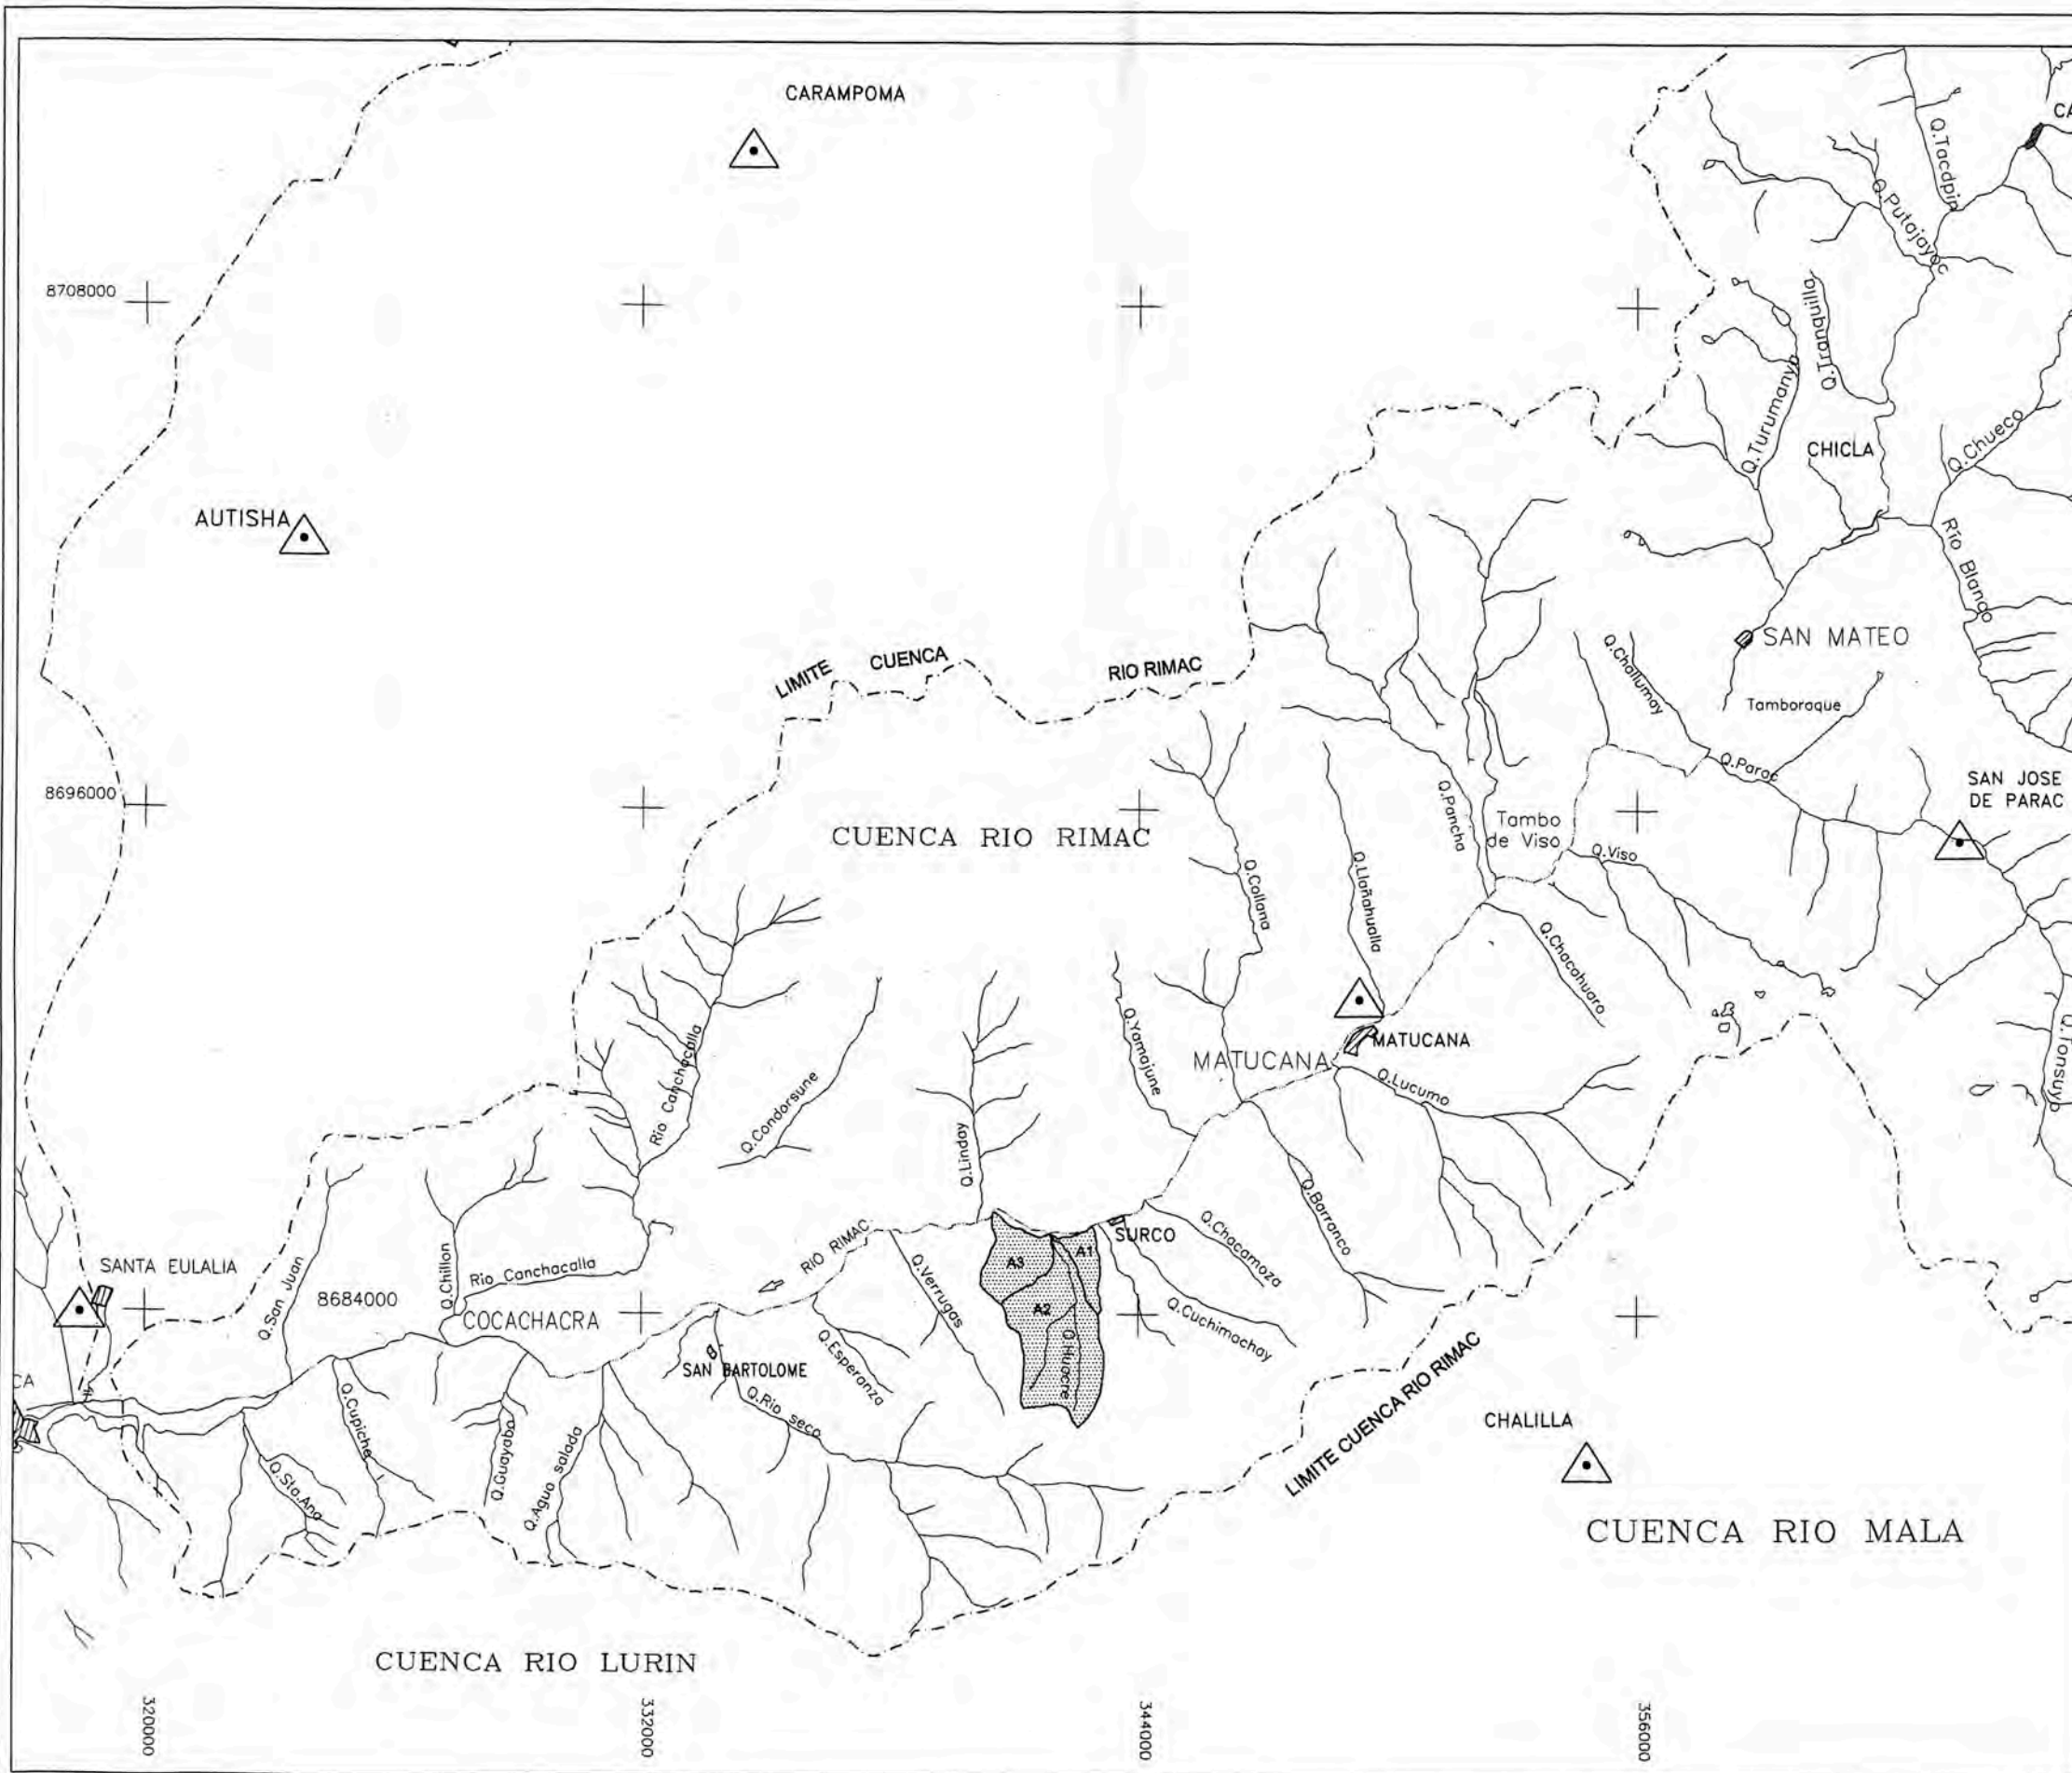 CARAMPOMA
CA
Q.Tacdpin
Q.Putajayoc
8708000
Q.Tranquilla
Q.Turumanya
CHICLA
Q.Chueco
AUTISHA
Río Blanco
SAN MATEO
Q.Challumay
LIMITE CUENCA RIO RIMAC
Tamboraque
Q.Parac
SAN JOSE
DE PARAC
8696000
CUENCA RIO RIMAC
Q.Pancha
Tambo
de Viso
Q.Viso
Q.Collana
Q.Llañahualla
Q.Chacahuaro
MATUCANA
MATUCANA
Q.Yamajune
Q.Lucumo
Q.Tonsuyo
Río Canchacalla
Q.Condorsune
Q.Linday
Q.Barranco
SURCO
Q.Chacamoza
A3
A1
A2
Q.Huacre
Q.Cuchimachay
RIO RIMAC
Q.Verrugas
SANTA EULALIA
Q.San Juan
8684000
Q.Chillon
Rio Canchacalla
COCACHACRA
SAN BARTOLOME
Q.Esperanza
Q.Rio seco
CA
Q.Cupiche
Q.Guayabo
Q.Agua salada
Q.Sta.Ana
LIMITE CUENCA RIO RIMAC
CHALILLA
CUENCA RIO MALA
CUENCA RIO LURIN
320000
332000
344000
356000